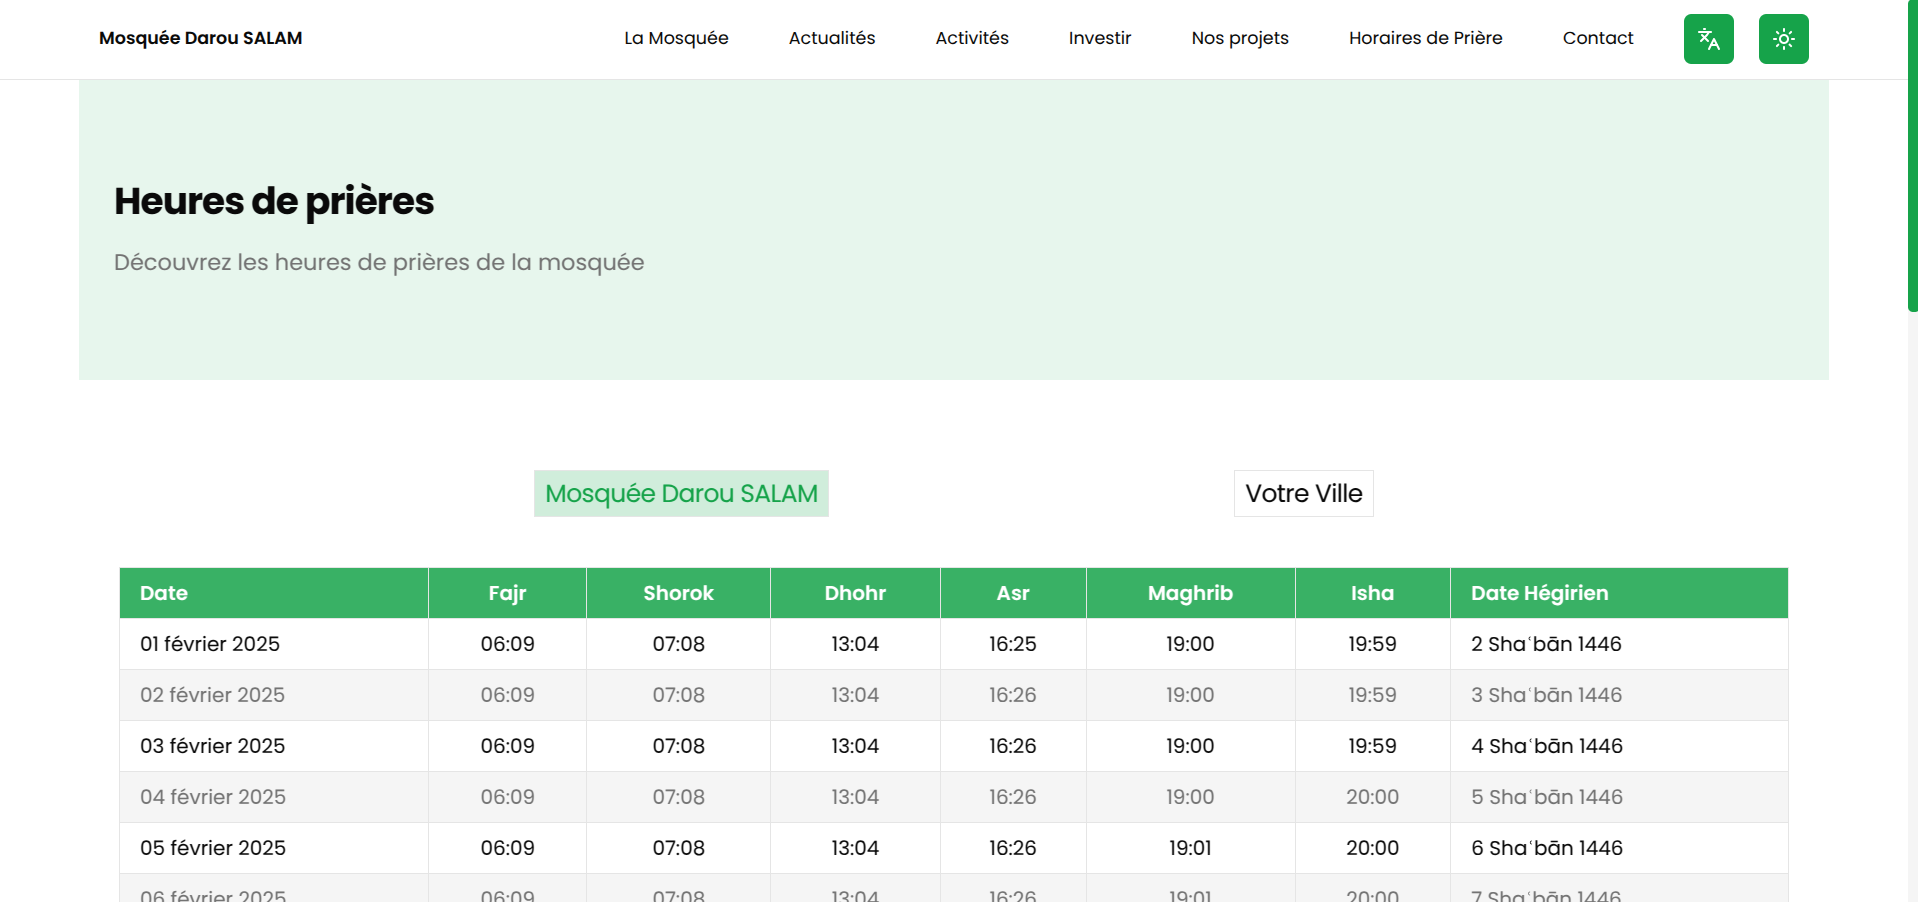 Mosquée Darou SALAM La Mosquée Actualités Activités Investir Nos projets Horaires de Prière Contact
Heures de prières
Découvrez les heures de prières de la mosquée
Mosquée Darou SALAM Votre Ville
Date Fajr Shorok Dhohr Asr Maghrib Isha Date Hégirien
01 février 2025 06:09 07:08 13:04 16:25 19:00 19:59 2 Shaʿbān 1446
02 février 2025 06:09 07:08 13:04 16:26 19:00 19:59 3 Shaʿbān 1446
03 février 2025 06:09 07:08 13:04 16:26 19:00 19:59 4 Shaʿbān 1446
04 février 2025 06:09 07:08 13:04 16:26 19:00 20:00 5 Shaʿbān 1446
05 février 2025 06:09 07:08 13:04 16:26 19:01 20:00 6 Shaʿbān 1446
06 février 2025 06:09 07:08 13:04 16:26 19:01 20:00 7 Shaʿbān 1446